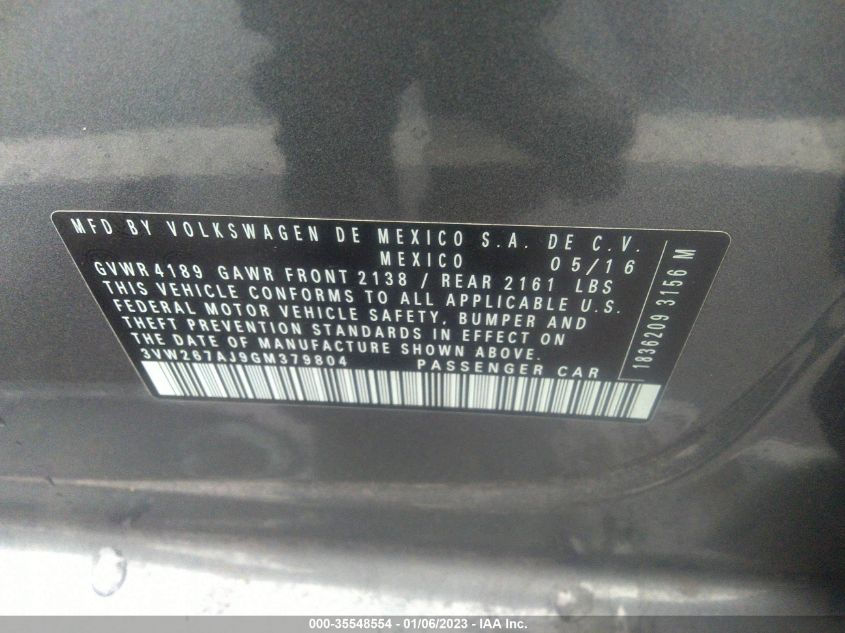 MFD BY VOLKSWAGEN DE MEXICO S.A. DE C.V.
MEXICO 05/16
GVWR 4189 GAWR FRONT 2138 / REAR 2161 LBS
THIS VEHICLE CONFORMS TO ALL APPLICABLE U.S.
FEDERAL MOTOR VEHICLE SAFETY, BUMPER AND
THEFT PREVENTION STANDARDS IN EFFECT ON
THE DATE OF MANUFACTURE SHOWN ABOVE.
3VW267AJ9GM379804 PASSENGER CAR
1836209 3156 M
000-35548554 - 01/06/2023 - IAA Inc.